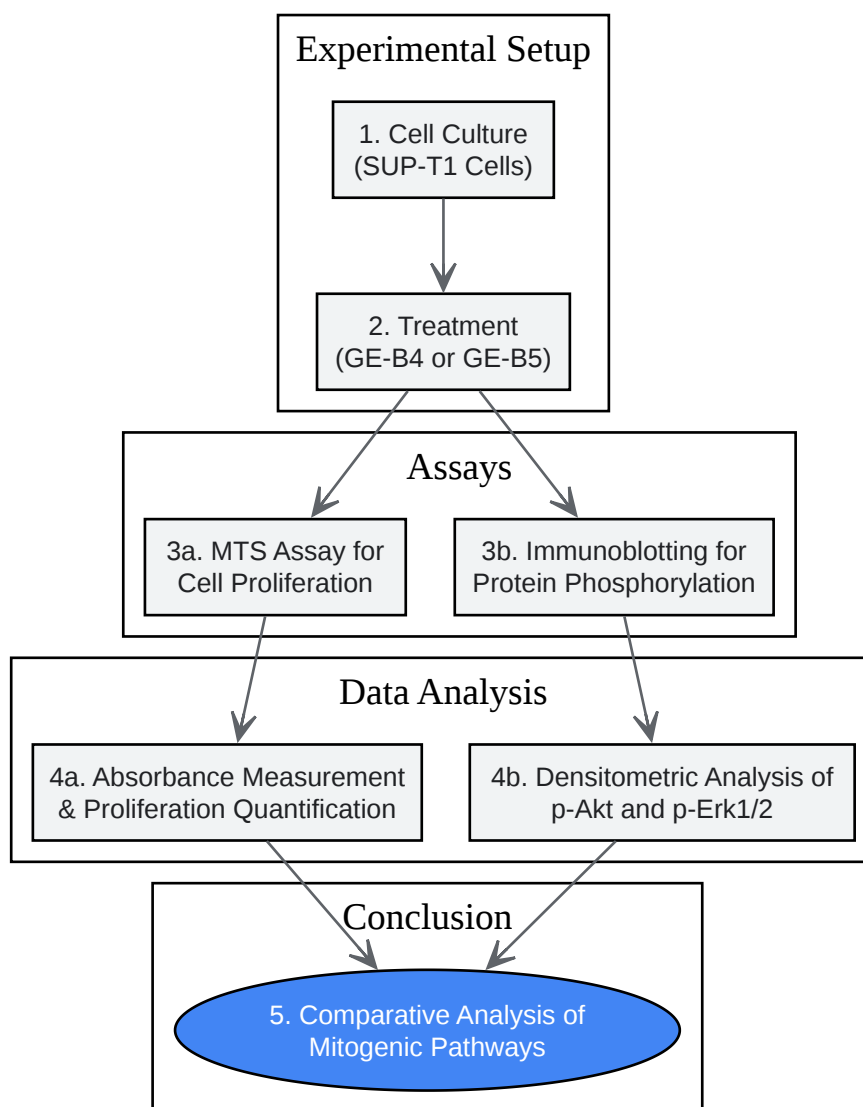 Experimental Setup
1. Cell Culture
(SUP-T1 Cells)
2. Treatment
(GE-B4 or GE-B5)
Assays
3a. MTS Assay for
Cell Proliferation
3b. Immunoblotting for
Protein Phosphorylation
Data Analysis
4a. Absorbance Measurement
& Proliferation Quantification
4b. Densitometric Analysis of
p-Akt and p-Erk1/2
Conclusion
5. Comparative Analysis of
Mitogenic Pathways